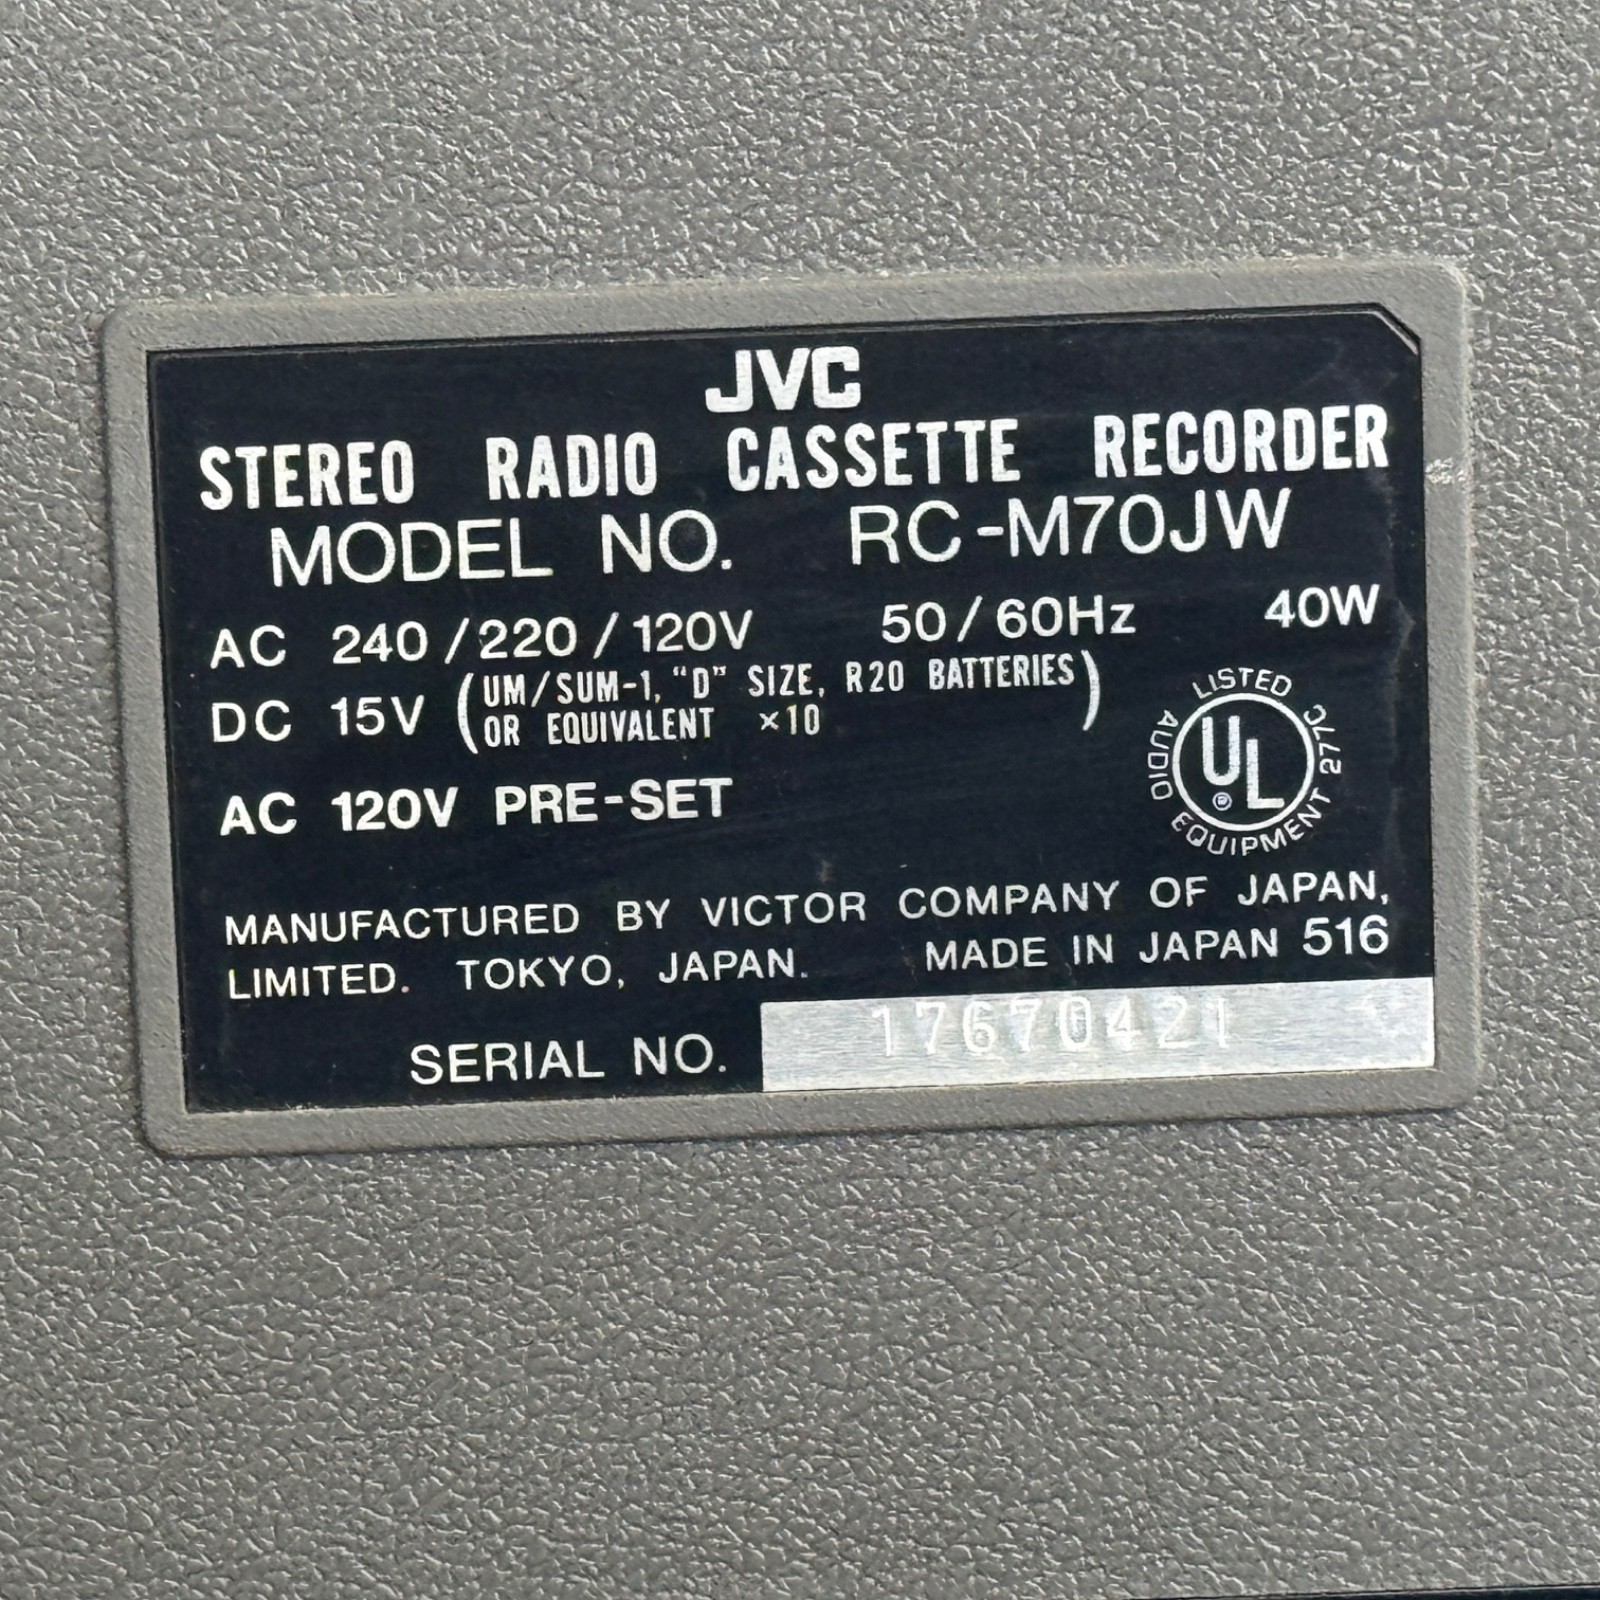 JVC
STEREO RADIO CASSETTE RECORDER
MODEL NO. RC-M70JW
AC 240/220/120V 50/60Hz 40W
DC 15V (UM/SUM-1, "D" SIZE, R20 BATTERIES
OR EQUIVALENT ×10)
AC 120V PRE-SET
LISTED
UL
®
AUDIO EQUIPMENT 277C
MANUFACTURED BY VICTOR COMPANY OF JAPAN,
LIMITED. TOKYO, JAPAN. MADE IN JAPAN 516
SERIAL NO. 17670421